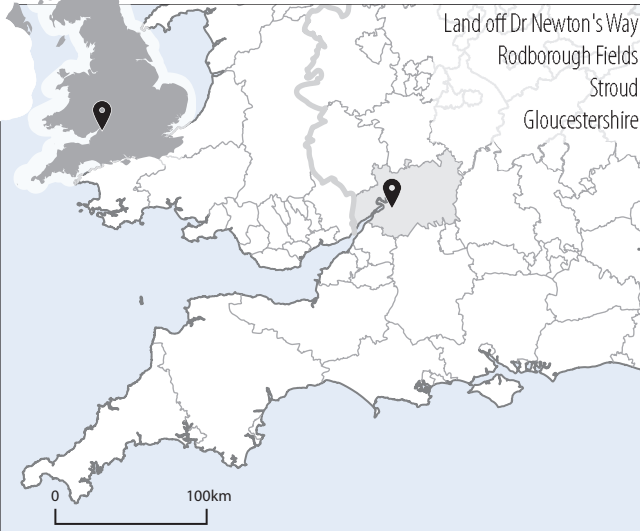 Land off Dr Newton's Way
Rodborough Fields
Stroud
Gloucestershire
0 100km